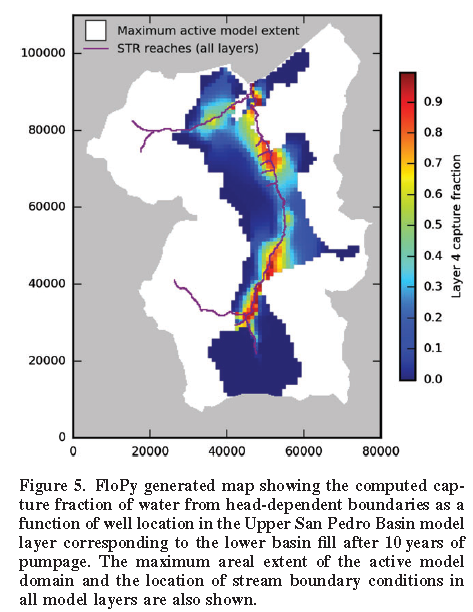 Maximum active model extent
STR reaches (all layers)
100000
80000
60000
40000
20000
0
0
20000
40000
60000
80000
0.9
0.8
0.7
0.6
0.5
0.4
0.3
0.2
0.1
0.0
Layer 4 capture fraction
Figure 5. FloPy generated map showing the computed cap-
ture fraction of water from head-dependent boundaries as a
function of well location in the Upper San Pedro Basin model
layer corresponding to the lower basin fill after 10 years of
pumpage. The maximum areal extent of the active model
domain and the location of stream boundary conditions in
all model layers are also shown.